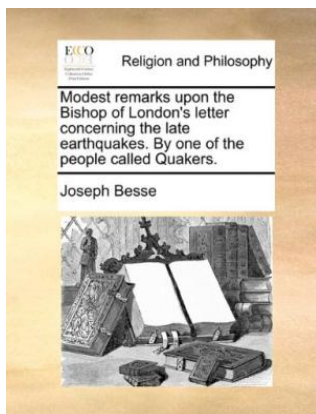 ECCO
Religion and Philosophy
Modest remarks upon the
Bishop of London's letter
concerning the late
earthquakes. By one of the
people called Quakers.
Joseph Besse